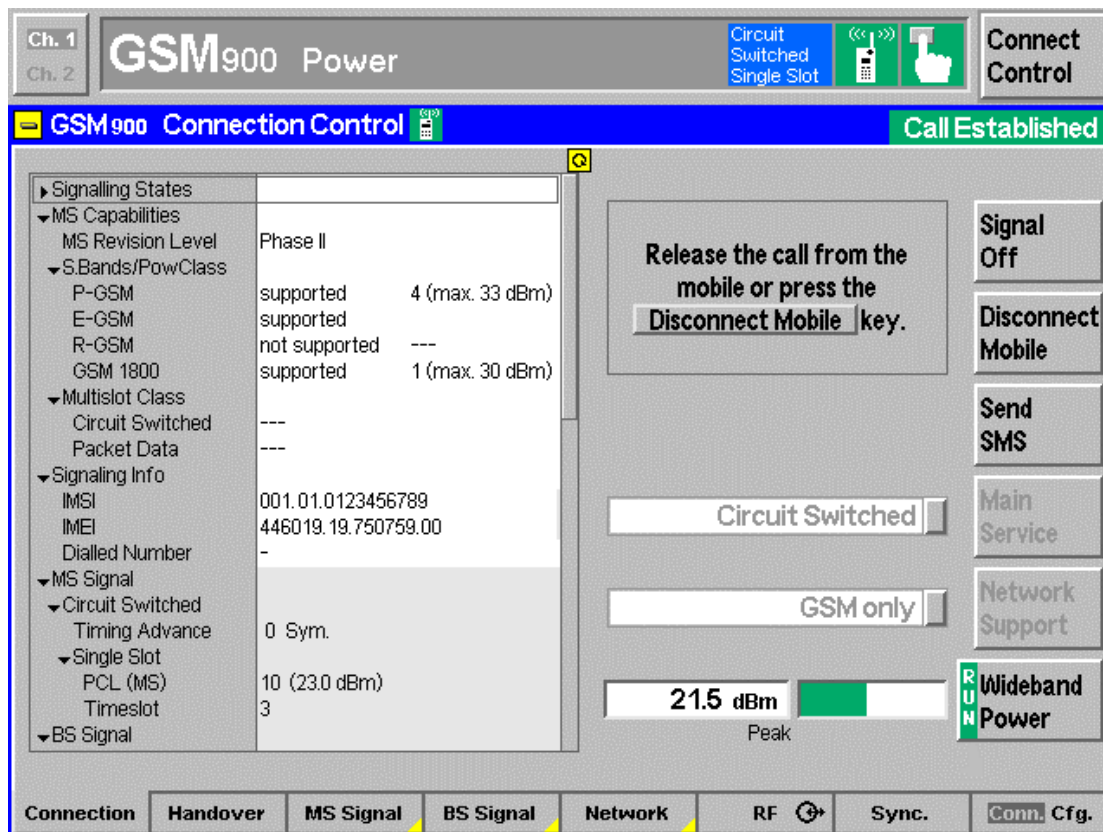 Ch. 1
Ch. 2
GSM900 Power
Circuit
Switched
Single Slot
Connect
Control
GSM 900 Connection Control
Call Established
Signalling States
MS Capabilities
MS Revision Level Phase II
S.Bands/PowClass
P-GSM supported 4 (max. 33 dBm)
E-GSM supported
R-GSM not supported ---
GSM 1800 supported 1 (max. 30 dBm)
Multislot Class
Circuit Switched ---
Packet Data ---
Signaling Info
IMSI 001.01.0123456789
IMEI 446019.19.750759.00
Dialled Number -
MS Signal
Circuit Switched
Timing Advance 0 Sym.
Single Slot
PCL (MS) 10 (23.0 dBm)
Timeslot 3
BS Signal
Release the call from the
mobile or press the
Disconnect Mobile key.
Circuit Switched
GSM only
21.5 dBm
Peak
Signal
Off
Disconnect
Mobile
Send
SMS
Main
Service
Network
Support
RUN
Wideband
Power
Connection Handover MS Signal BS Signal Network RF Sync. Conn. Cfg.